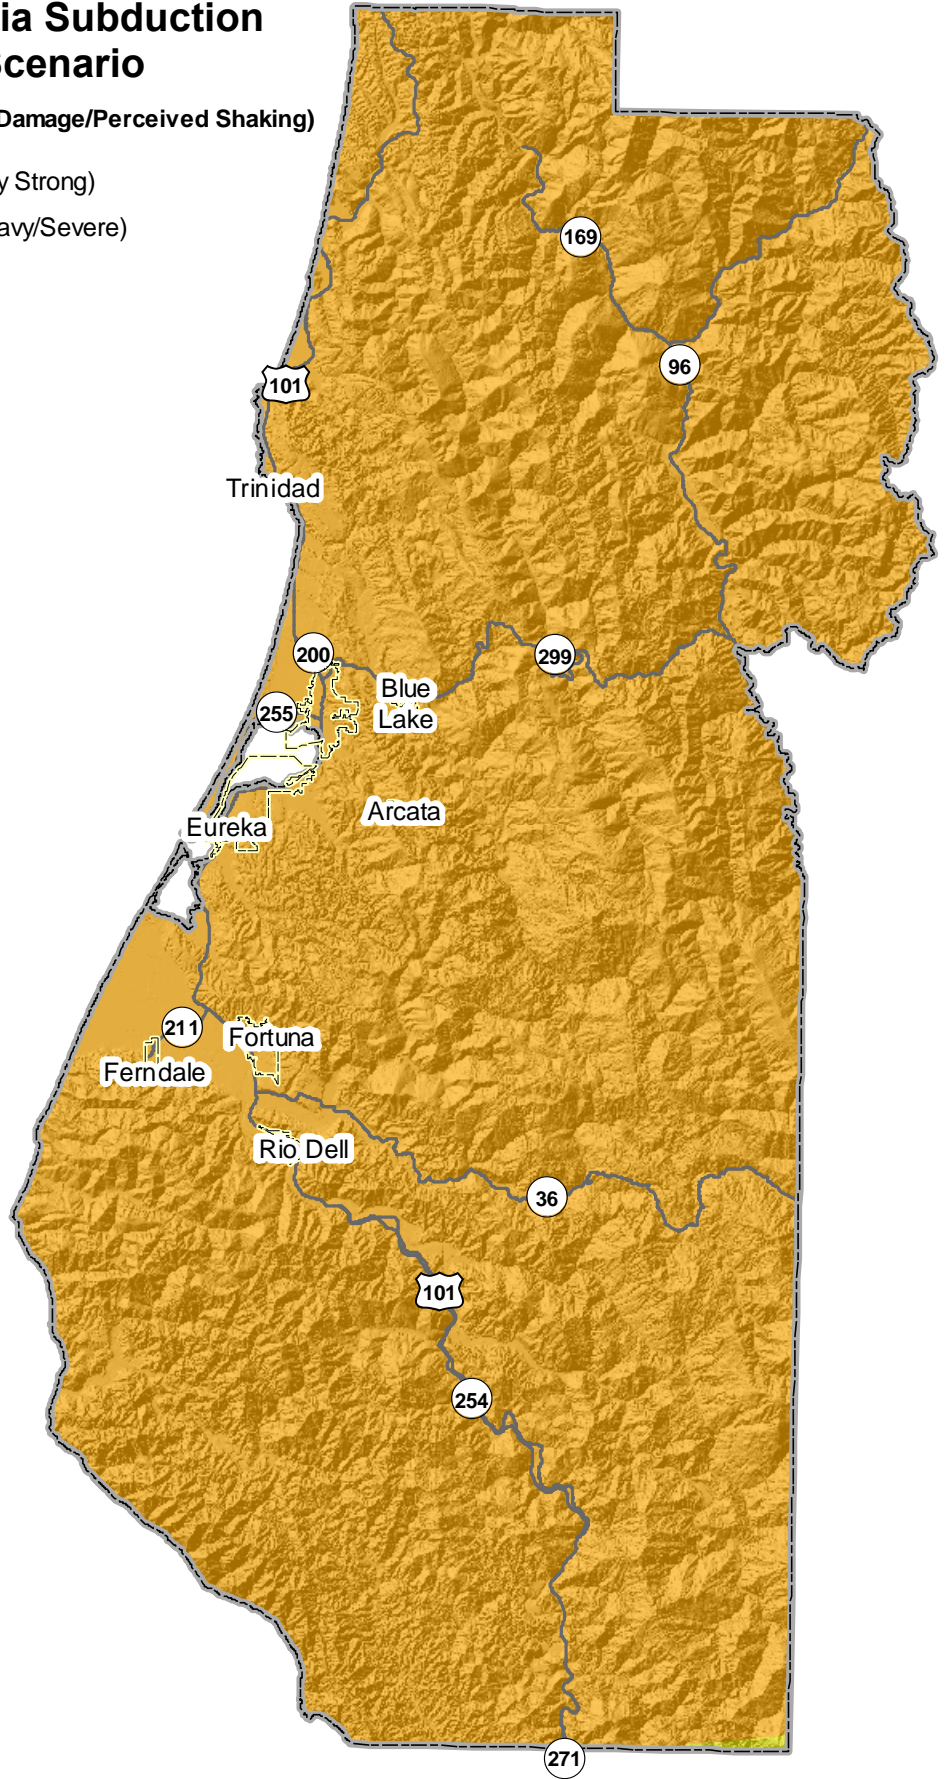 ia Subduction
Scenario
Damage/Perceived Shaking)
y Strong)
avy/Severe)
169
96
101
Trinidad
200
299
Blue
Lake
255
Arcata
Eureka
211
Fortuna
Ferndale
Rio Dell
36
101
254
271